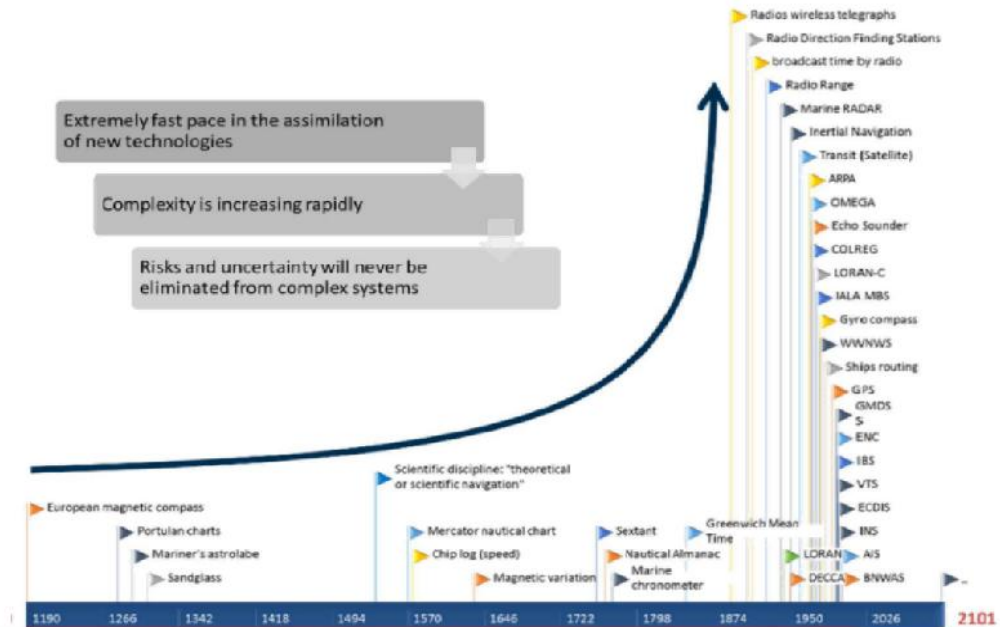 Radios wireless telegraphs
Radio Direction Finding Stations
broadcast time by radio
Radio Range
Extremely fast pace in the assimilation
of new technologies
Marine RADAR
Inertial Navigation
Transit (Satellite)
ARPA
Complexity is increasing rapidly
OMEGA
Echo Sounder
COLREG
Risks and uncertainty will never be
eliminated from complex systems
LORAN-C
IALA MBS
Gyro compass
WWNWS
Ships routing
GPS
GMDS
S
ENC
IBS
Scientific discipline: "theoretical
or scientific navigation"
VTS
ECDIS
European magnetic compass
Portulan charts
Mercator nautical chart
Sextant
Greenwich Mean
Time
INS
Mariner's astrolabe
Chip log (speed)
Nautical Almanac
LORAN
AIS
Sandglass
Magnetic variation
Marine
chronometer
DECCA
BNWAS
..
1190 1266 1342 1418 1494 1570 1646 1722 1798 1874 1950 2026 2101